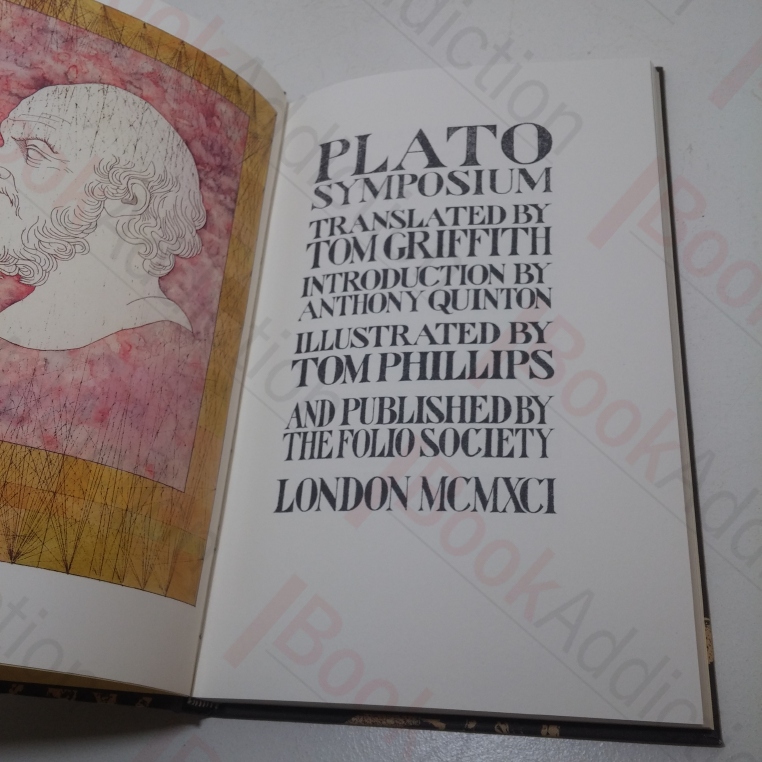 PLATO
SYMPOSIUM
TRANSLATED BY
TOM GRIFFITH
INTRODUCTION BY
ANTHONY QUINTON
ILLUSTRATED BY
TOM PHILLIPS
AND PUBLISHED BY
THE FOLIO SOCIETY
LONDON MCMXCI
BookAddiction